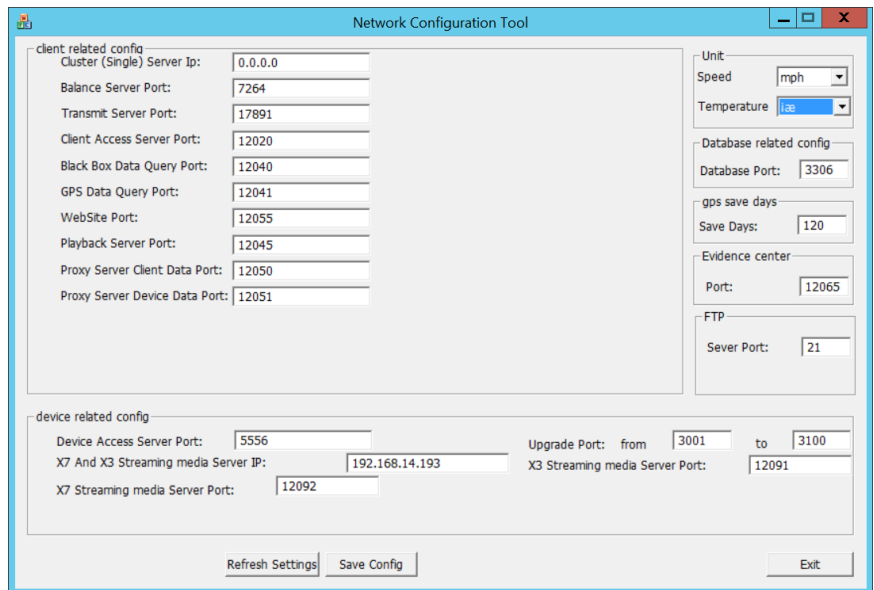 Network Configuration Tool
client related config
Cluster (Single) Server Ip: 0.0.0.0
Balance Server Port: 7264
Transmit Server Port: 17891
Client Access Server Port: 12020
Black Box Data Query Port: 12040
GPS Data Query Port: 12041
WebSite Port: 12055
Playback Server Port: 12045
Proxy Server Client Data Port: 12050
Proxy Server Device Data Port: 12051
Unit
Speed mph
Temperature ¡æ
Database related config
Database Port: 3306
gps save days
Save Days: 120
Evidence center
Port: 12065
FTP
Sever Port: 21
device related config
Device Access Server Port: 5556
Upgrade Port: from 3001 to 3100
X7 And X3 Streaming media Server IP: 192.168.14.193
X3 Streaming media Server Port: 12091
X7 Streaming media Server Port: 12092
Refresh Settings Save Config Exit